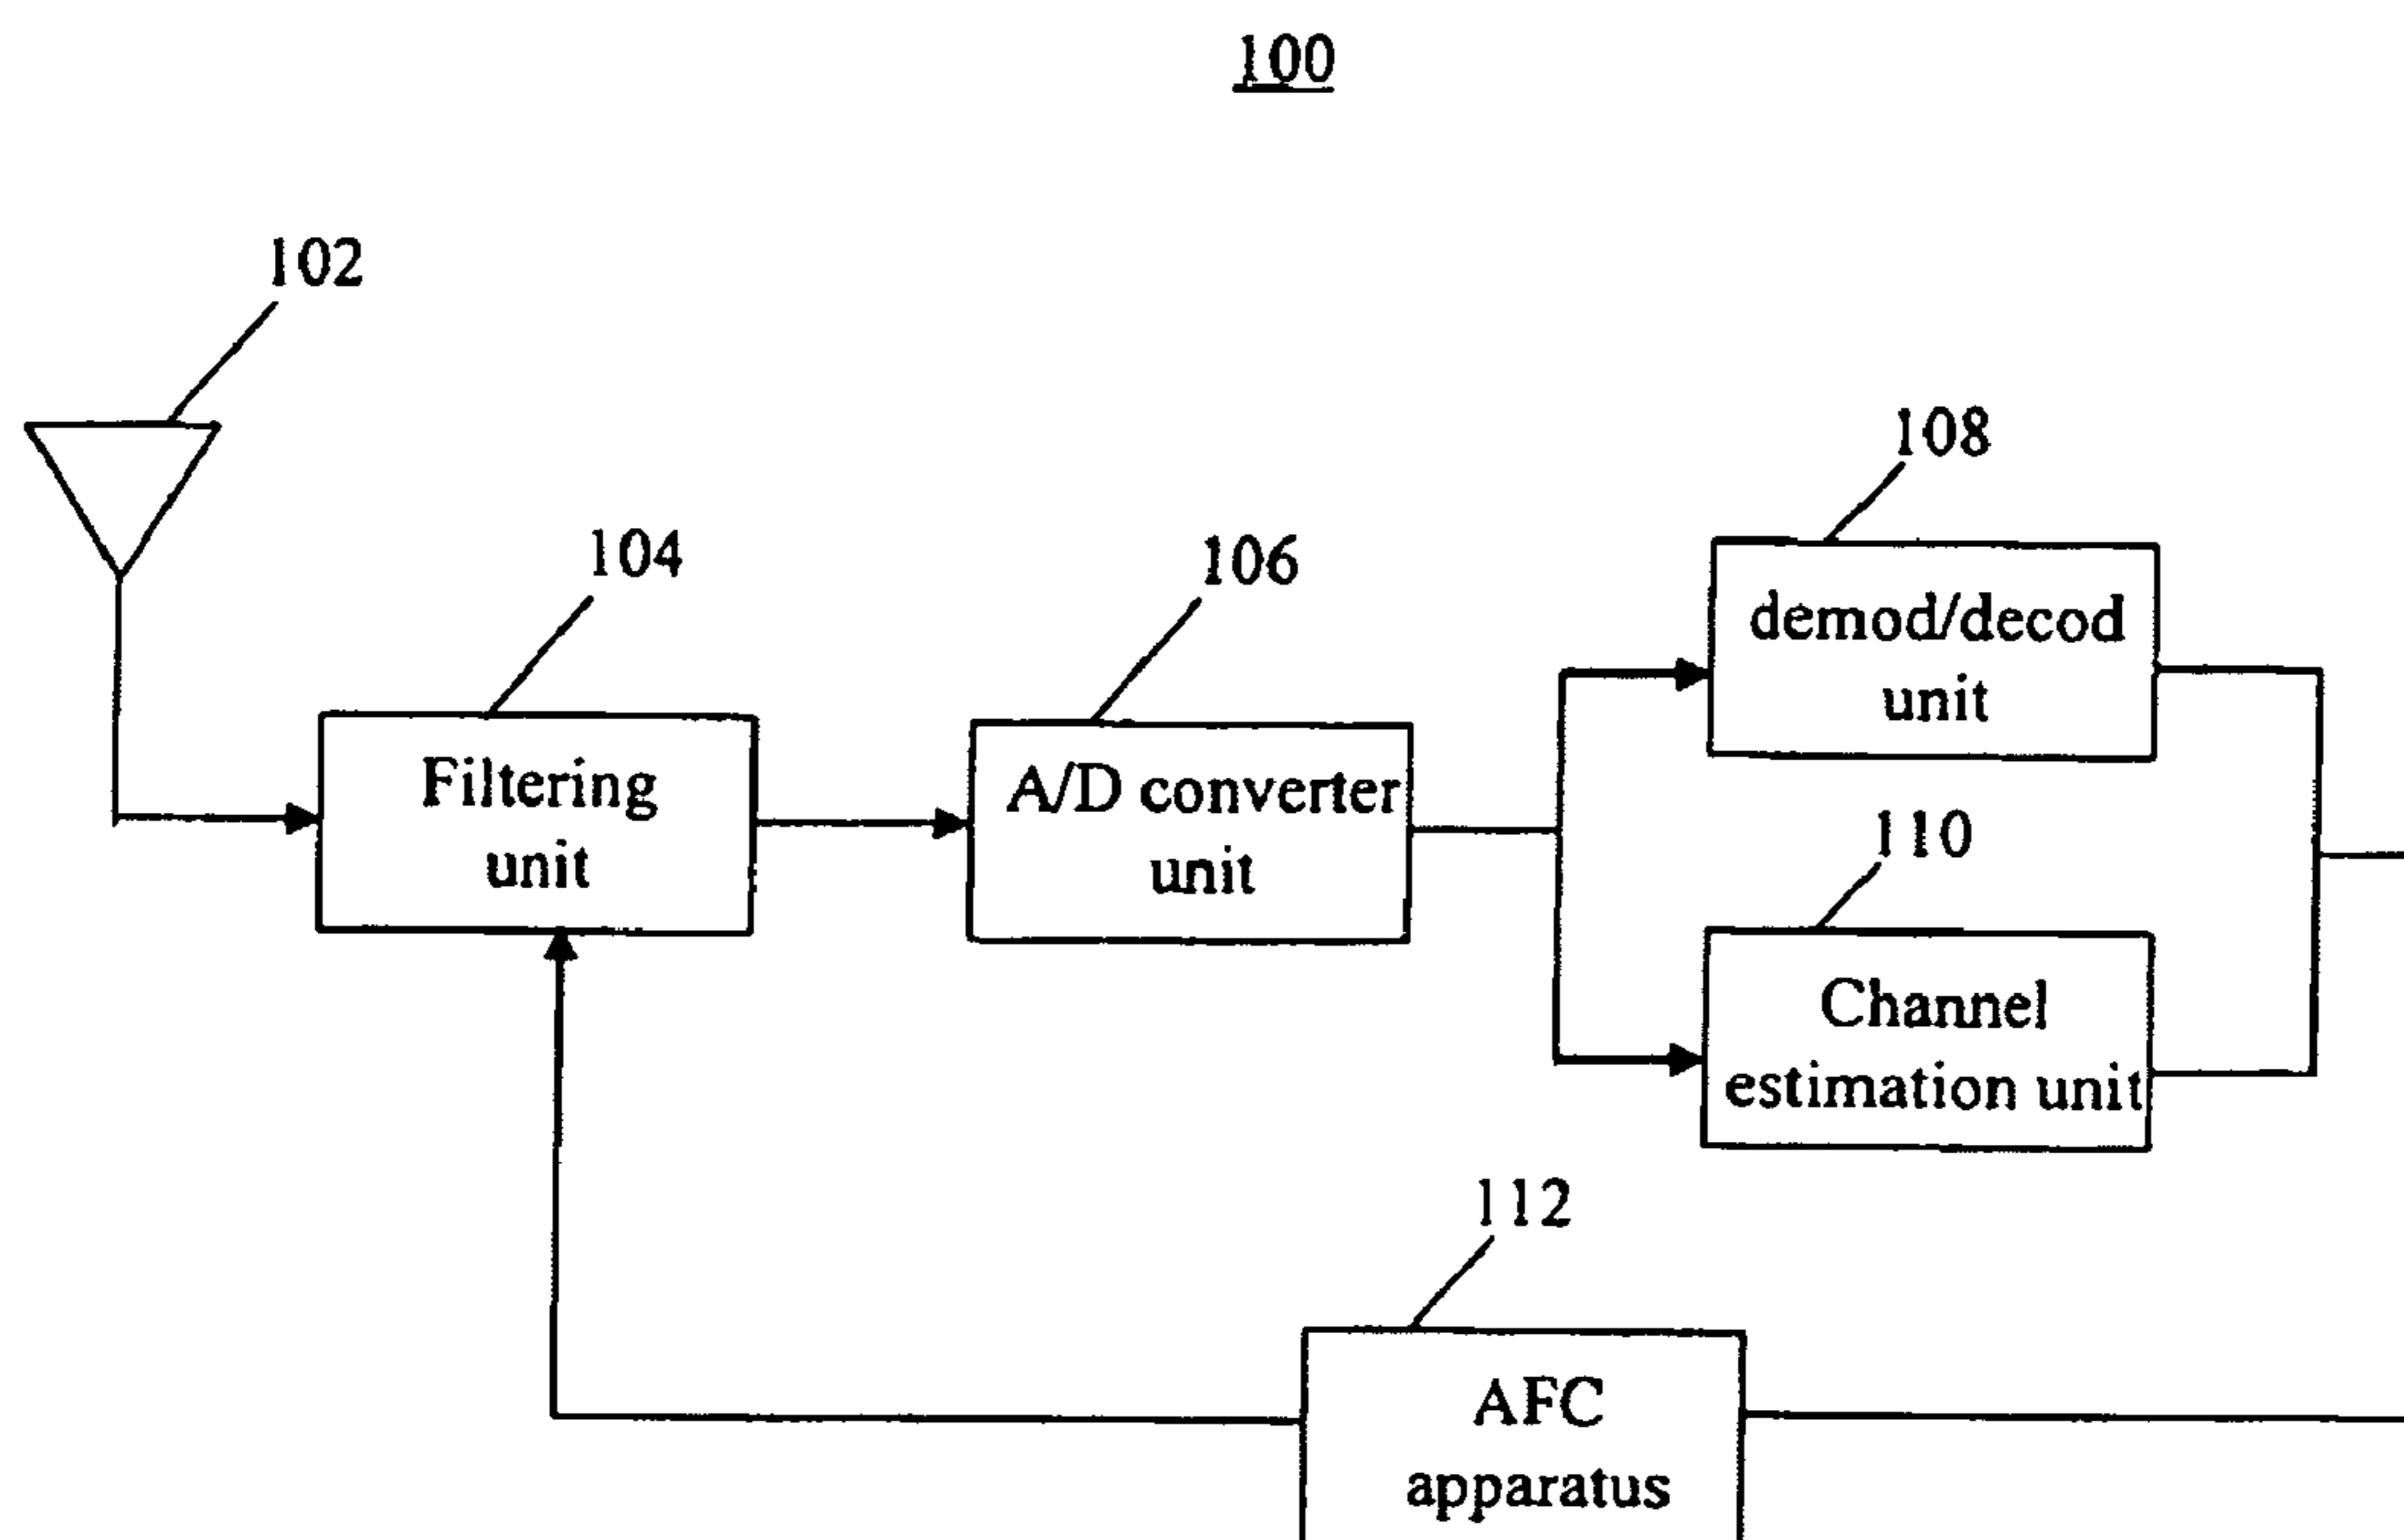 100
102
108
104
106
demod/decod
unit
Filtering
unit
A/D converter
unit
110
Channel
estimation unit
112
AFC
apparatus